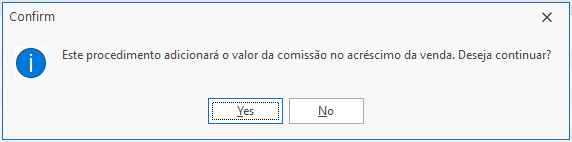 Confirm
Este procedimento adicionará o valor da comissão no acréscimo da venda. Deseja continuar?
Yes No